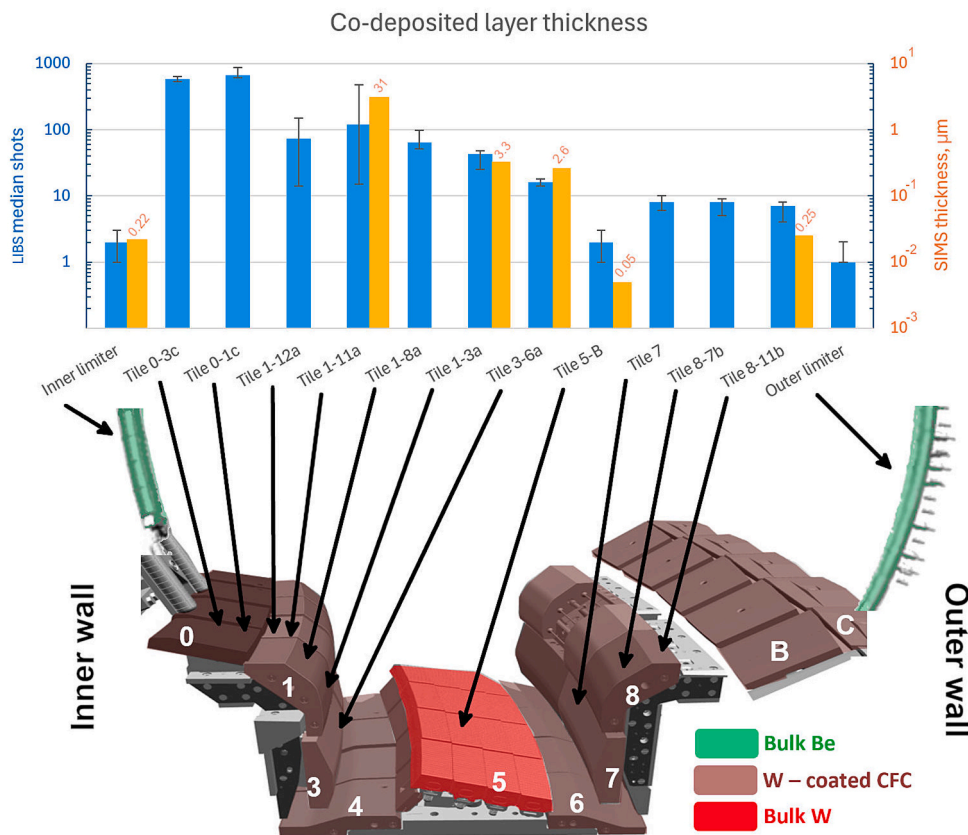 Co-deposited layer thickness
LIBS median shots
1000
100
10
1
SIMS thickness, µm
10¹
1
10⁻¹
10⁻²
10⁻³
0.22
31
3.3
2.6
0.05
0.25
Inner limiter
Tile 0-3c
Tile 0-1c
Tile 1-12a
Tile 1-11a
Tile 1-8a
Tile 1-3a
Tile 3-6a
Tile 5-B
Tile 7
Tile 8-7b
Tile 8-11b
Outer limiter
Inner wall
Outer wall
0
1
3
4
5
6
7
8
B
C
Bulk Be
W – coated CFC
Bulk W